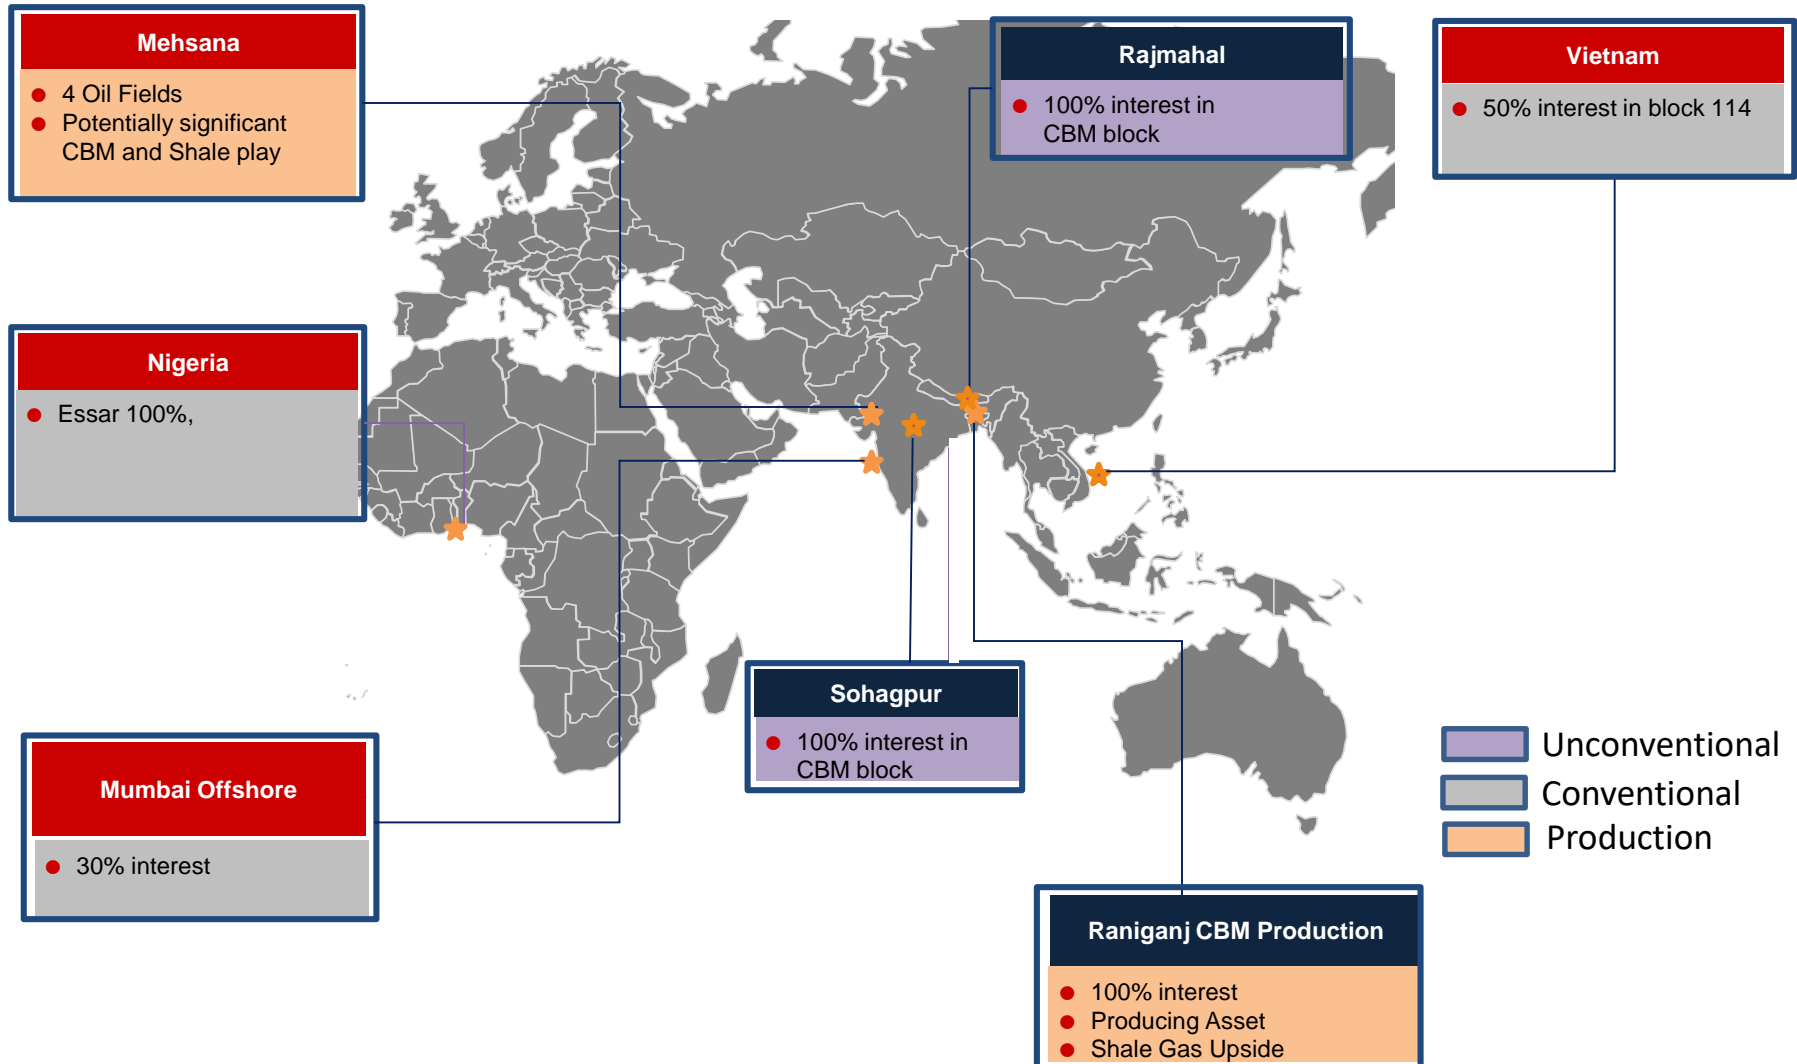 Mehsana
4 Oil Fields
Potentially significant
CBM and Shale play
Rajmahal
100% interest in
CBM block
Vietnam
50% interest in block 114
Nigeria
Essar 100%,
Sohagpur
100% interest in
CBM block
Mumbai Offshore
30% interest
Unconventional
Conventional
Production
Raniganj CBM Production
100% interest
Producing Asset
Shale Gas Upside